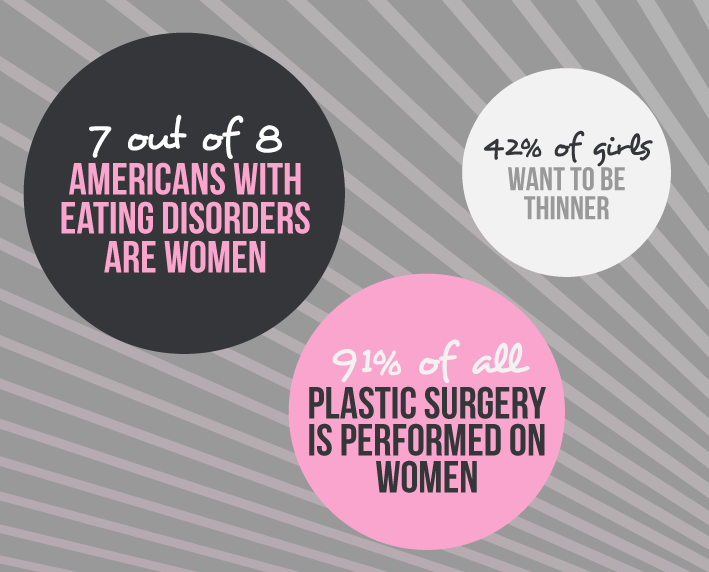 7 out of 8
AMERICANS WITH
EATING DISORDERS
ARE WOMEN
42% of girls
WANT TO BE
THINNER
91% of all
PLASTIC SURGERY
IS PERFORMED ON
WOMEN